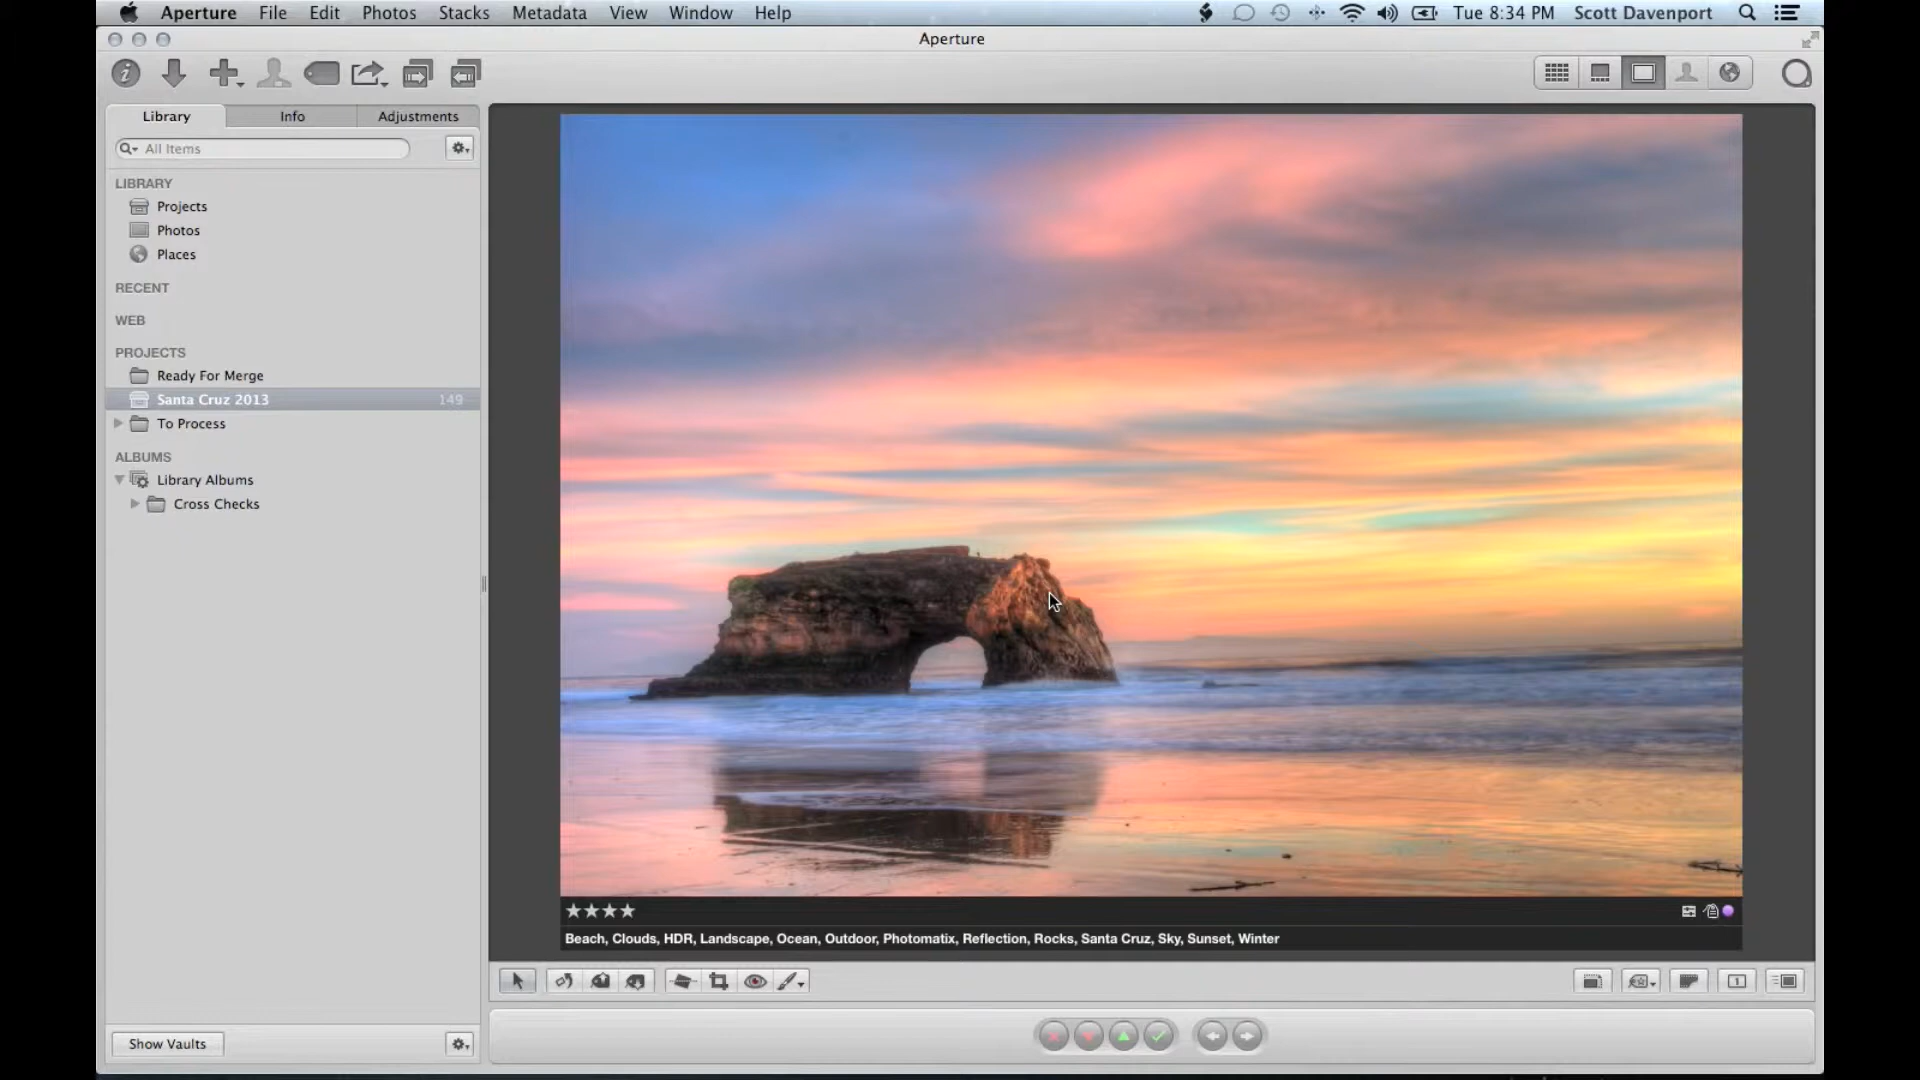 Aperture File Edit Photos Stacks Metadata View Window Help Tue 8:34 PM Scott Davenport
Aperture
Library Info Adjustments
All Items
LIBRARY
Projects
Photos
Places
RECENT
WEB
PROJECTS
Ready For Merge
Santa Cruz 2013 149
To Process
ALBUMS
Library Albums
Cross Checks
Beach, Clouds, HDR, Landscape, Ocean, Outdoor, Photomatix, Reflection, Rocks, Santa Cruz, Sky, Sunset, Winter
Show Vaults